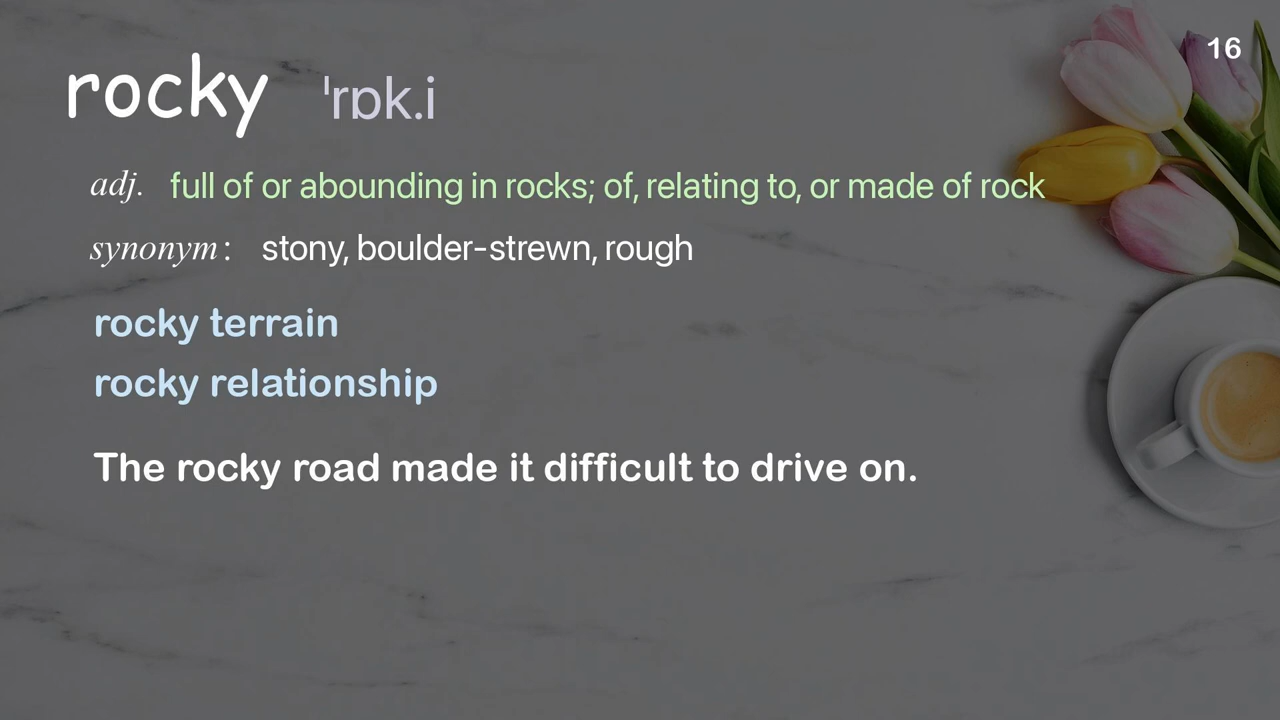 16
rocky ˈrɒk.i
adj. full of or abounding in rocks; of, relating to, or made of rock
synonym : stony, boulder-strewn, rough
rocky terrain
rocky relationship
The rocky road made it difficult to drive on.